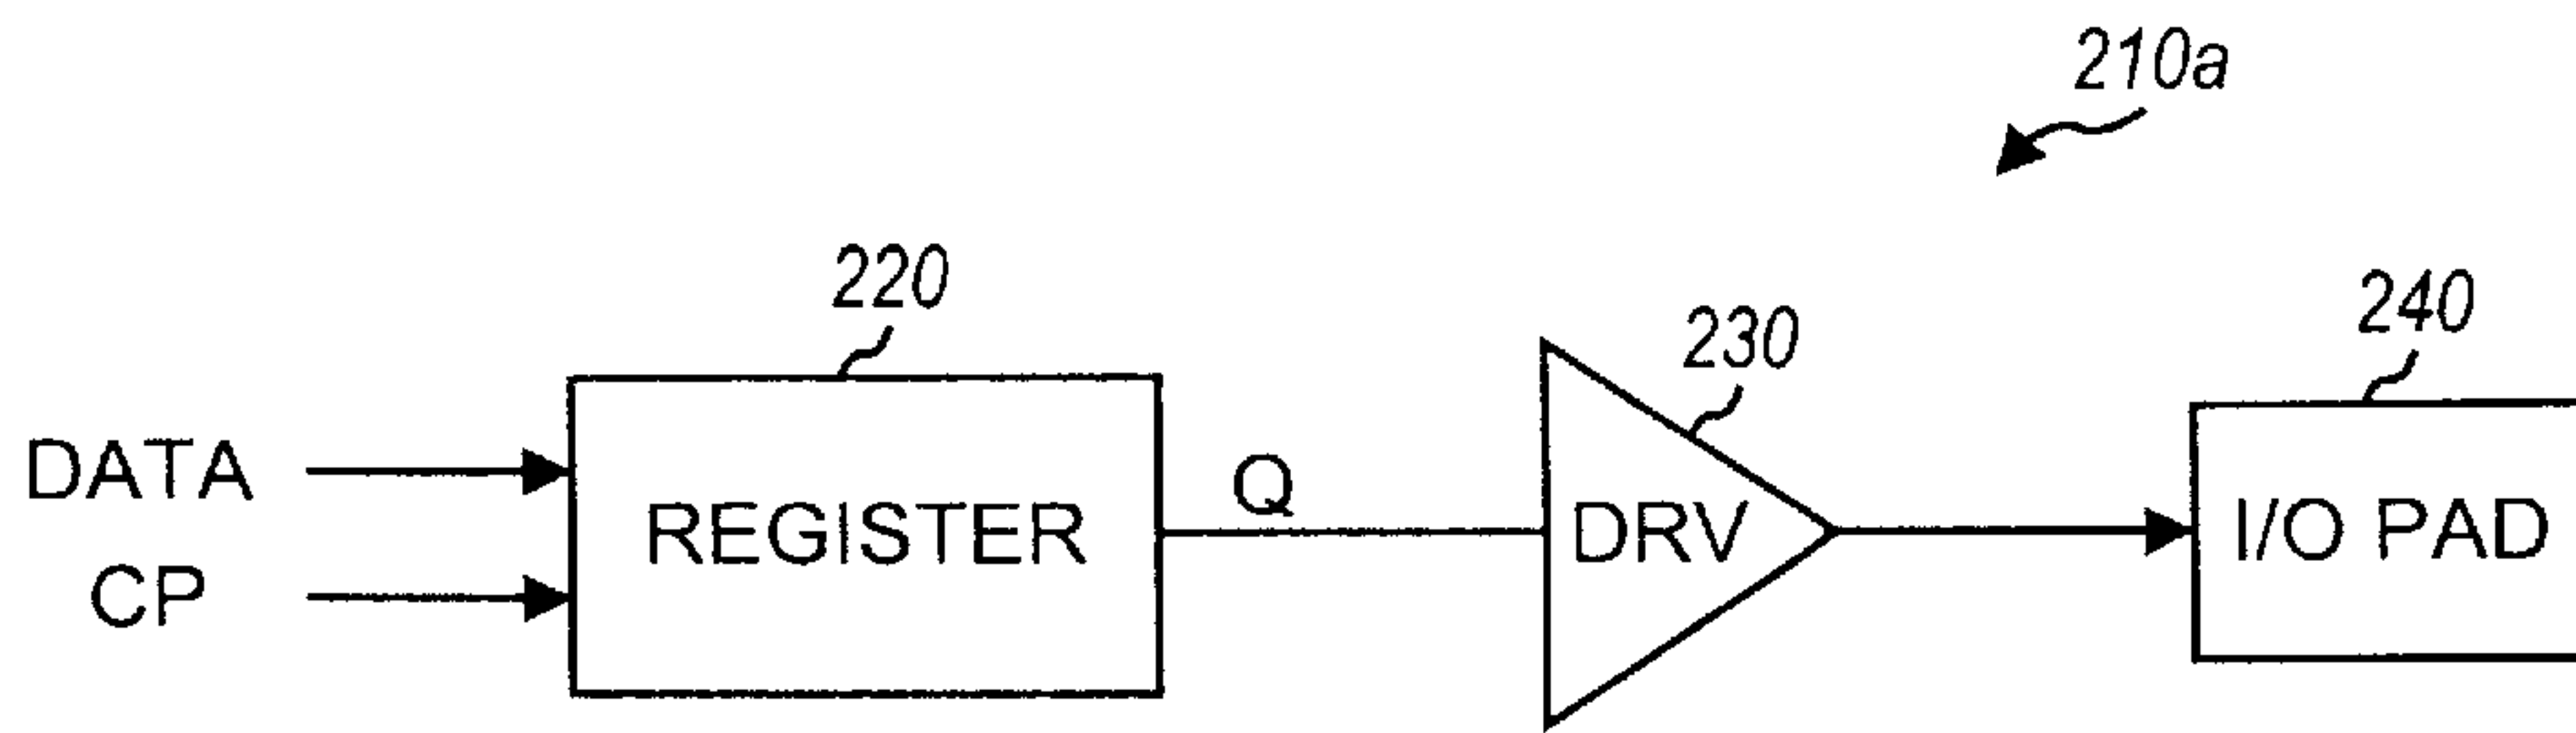 210a
220
230
240
DATA
CP
REGISTER
Q
DRV
I/O PAD